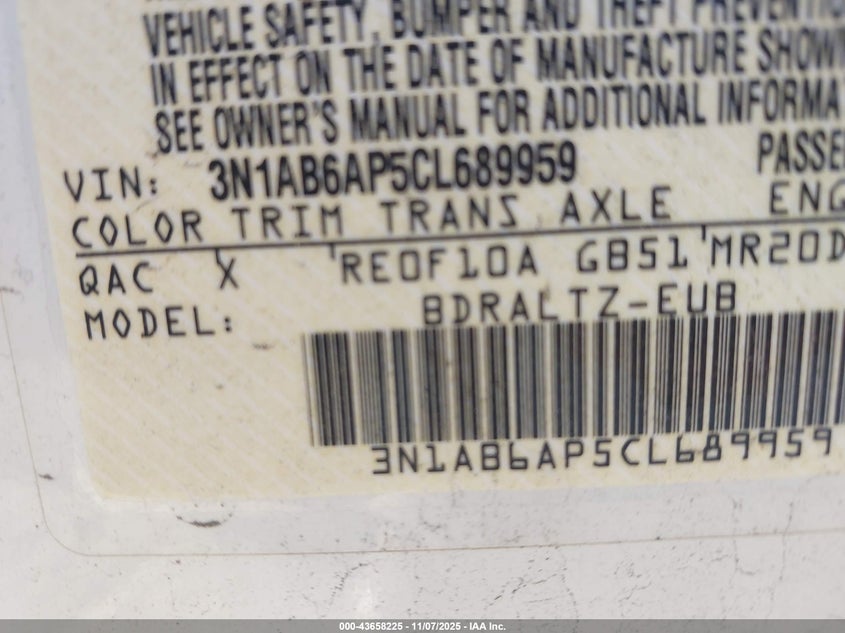 VEHICLE SAFETY, BUMPER AND THEFT PREVENTIO
IN EFFECT ON THE DATE OF MANUFACTURE SHOWN
SEE OWNER'S MANUAL FOR ADDITIONAL INFORMA
VIN: 3N1AB6AP5CL689959 PASSE
COLOR TRIM TRANS AXLE ENG
QAC X RE0F10A GB51 MR20D
MODEL: BDRALTZ-EUB
3N1AB6AP5CL689959
000-43658225 - 11/07/2025 - IAA Inc.